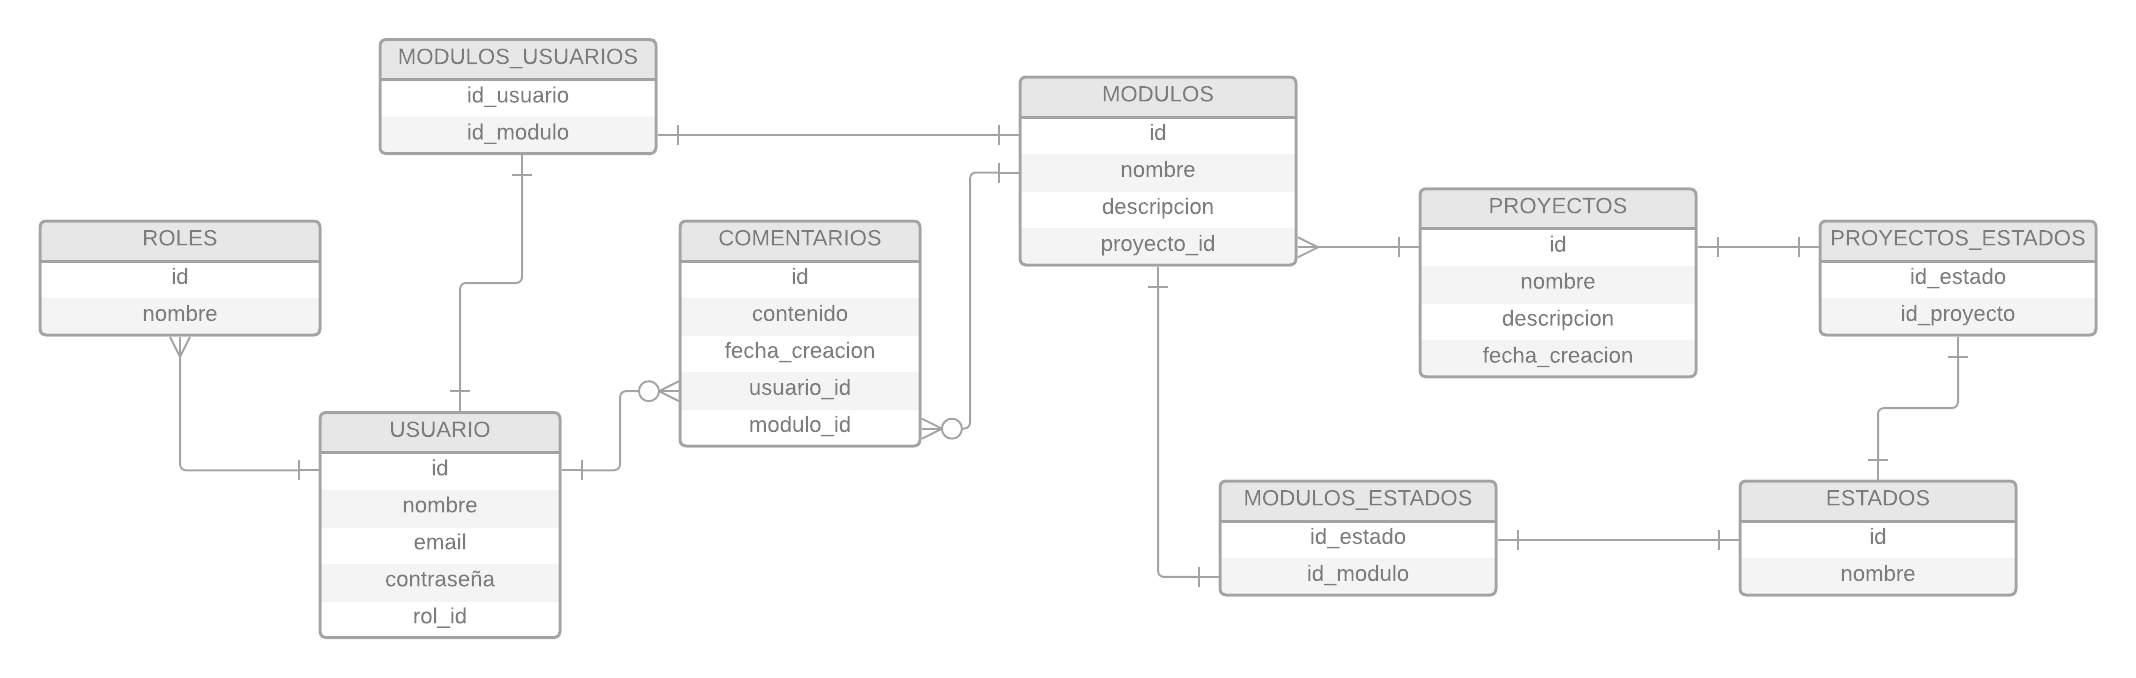 MODULOS_USUARIOS
id_usuario
id_modulo
ROLES
id
nombre
USUARIO
id
nombre
email
contraseña
rol_id
COMENTARIOS
id
contenido
fecha_creacion
usuario_id
modulo_id
MODULOS
id
nombre
descripcion
proyecto_id
PROYECTOS
id
nombre
descripcion
fecha_creacion
PROYECTOS_ESTADOS
id_estado
id_proyecto
MODULOS_ESTADOS
id_estado
id_modulo
ESTADOS
id
nombre